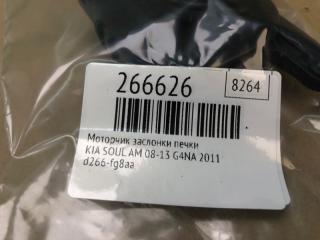 266626
8264
Моторчик заслонки печки
KIA SOUL AM 08-13 G4NA 2011
d266-fg8aa